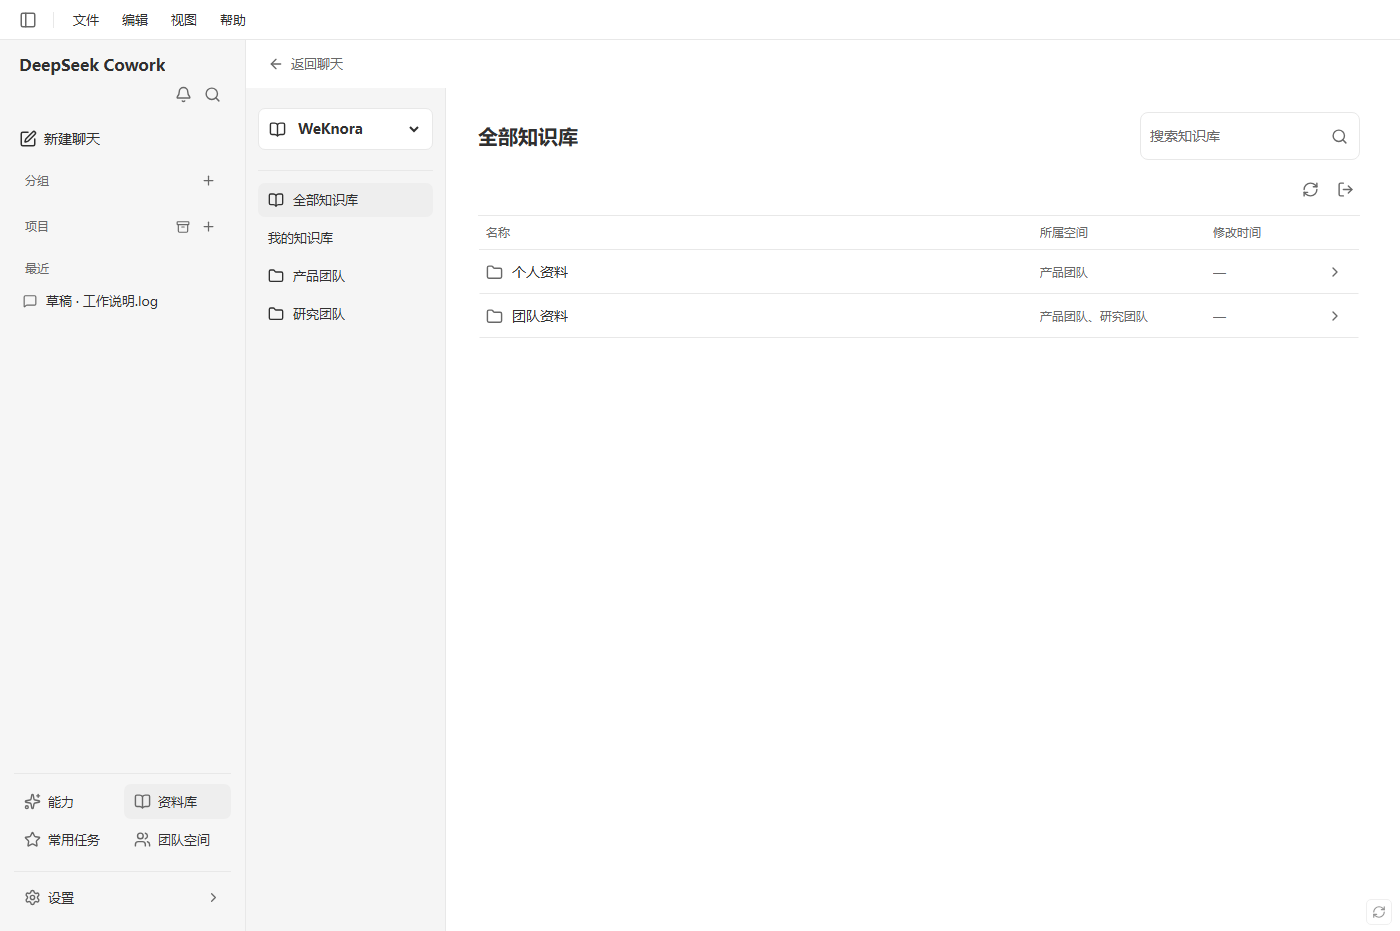 文件 编辑 视图 帮助
DeepSeek Cowork
新建聊天
分组
项目
最近
草稿 · 工作说明.log
能力
资料库
常用任务
团队空间
设置
返回聊天
WeKnora
全部知识库
我的知识库
产品团队
研究团队
全部知识库
搜索知识库
名称 所属空间 修改时间
个人资料 产品团队 —
团队资料 产品团队、研究团队 —